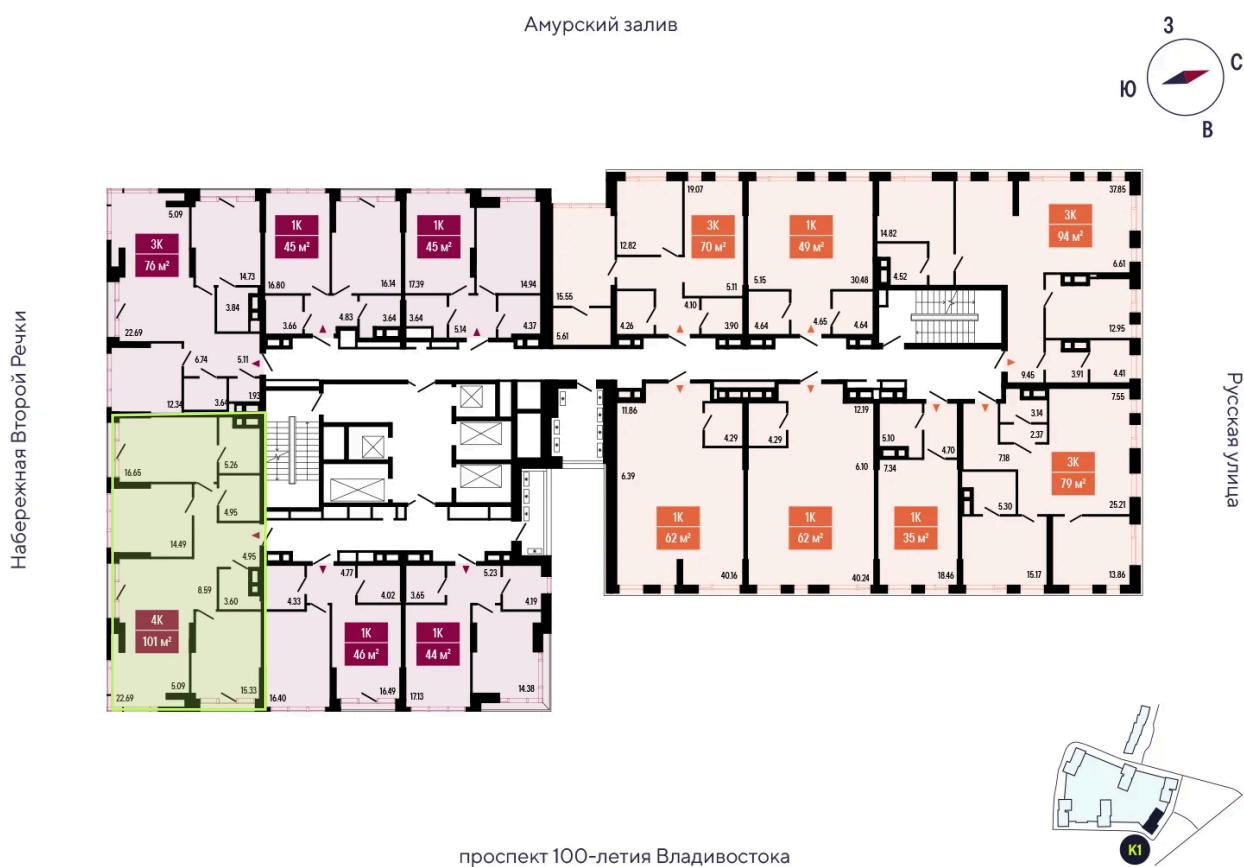 Амурский залив
З
С
Ю
В
Набережная Второй Речки
Русская улица
5.09
3К
76 м²
14.73
3.84
22.69
6.74
5.11
12.34
3.64
1.93
1К
45 м²
16.80
16.14
3.66
4.83
3.64
1К
45 м²
17.39
14.94
3.64
5.14
4.37
19.07
12.82
3К
70 м²
15.55
5.11
4.10
4.26
3.90
5.61
1К
49 м²
5.15
30.48
4.64
4.65
4.64
37.85
14.82
3К
94 м²
4.52
6.61
12.95
9.45
3.91
4.41
16.65
5.26
4.95
14.49
4.95
8.59
3.60
4К
101 м²
22.69
5.09
15.33
4.77
4.33
4.02
1К
46 м²
16.40
16.49
5.23
3.65
4.19
1К
44 м²
17.13
14.38
11.86
4.29
6.39
1К
62 м²
40.16
12.19
4.29
6.10
1К
62 м²
40.24
5.10
4.70
7.34
1К
35 м²
18.46
7.55
3.14
2.37
7.18
3К
79 м²
5.30
25.21
15.17
13.86
К1
проспект 100-летия Владивостока